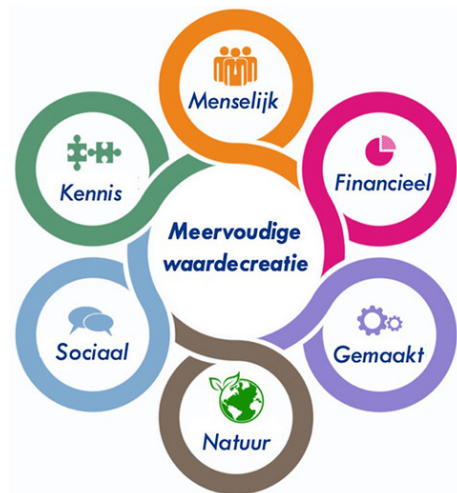 Menselijk
Kennis
Financieel
Meervoudige
waardecreatie
Sociaal
Gemaakt
Natuur